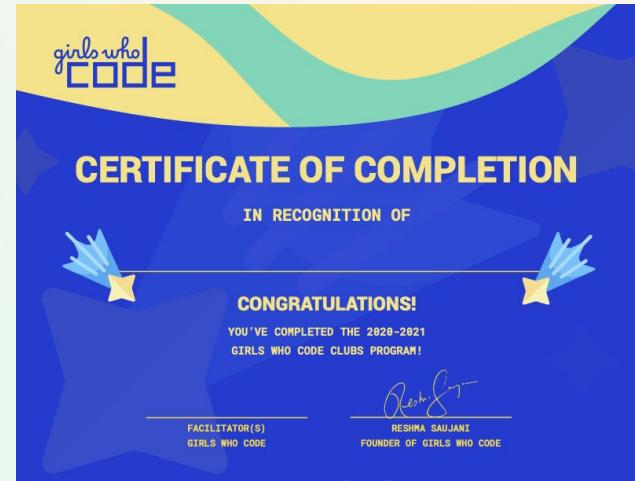 girls who
code
CERTIFICATE OF COMPLETION
IN RECOGNITION OF
CONGRATULATIONS!
YOU'VE COMPLETED THE 2020-2021
GIRLS WHO CODE CLUBS PROGRAM!
FACILITATOR(S)
GIRLS WHO CODE
RESHMA SAUJANI
FOUNDER OF GIRLS WHO CODE